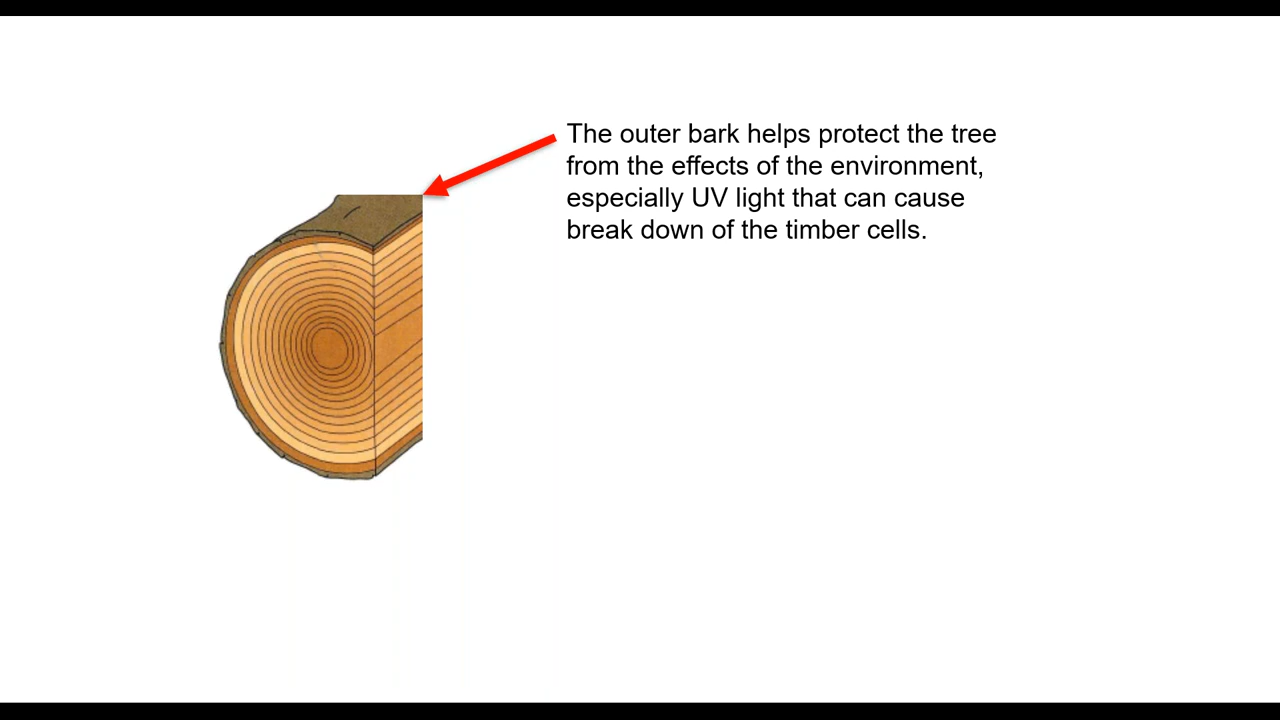 The outer bark helps protect the tree
from the effects of the environment,
especially UV light that can cause
break down of the timber cells.